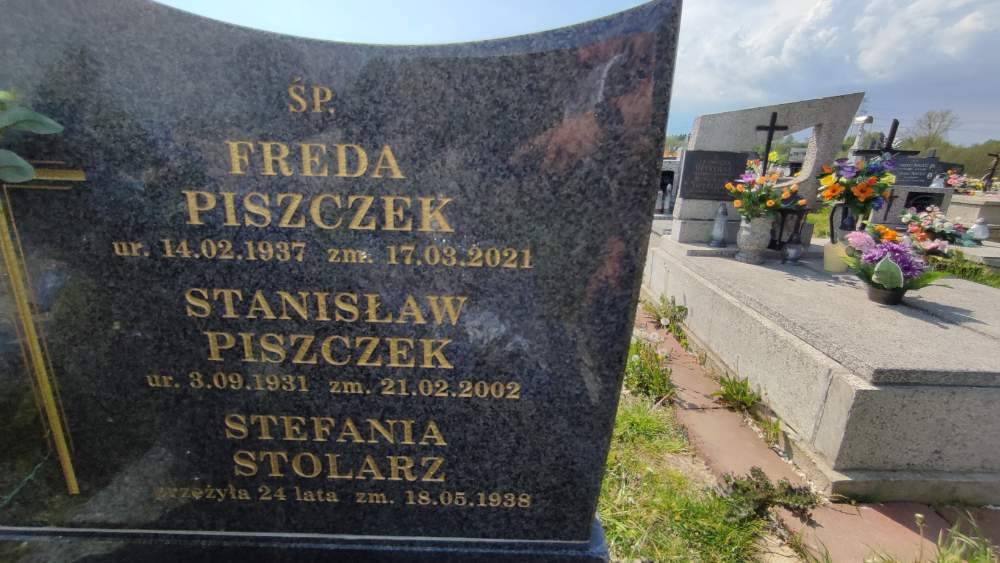 ŚP.
FREDA
PISZCZEK
ur. 14.02.1937 zm. 17.03.2021
STANISŁAW
PISZCZEK
ur. 3.09.1931 zm. 21.02.2002
STEFANIA
STOLARZ
przeżyła 24 lata zm. 18.05.1938